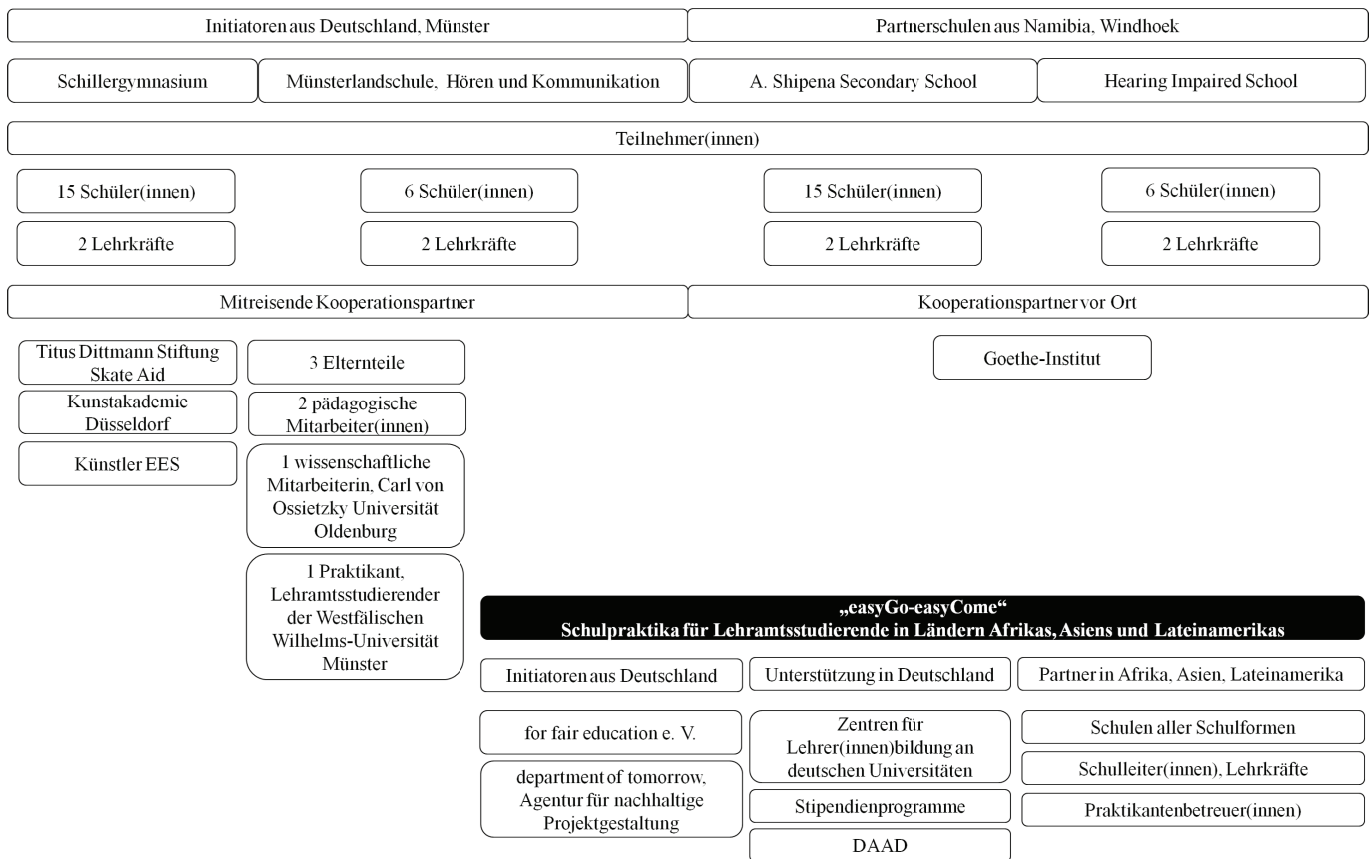 Initiatoren aus Deutschland, Münster
Partnerschulen aus Namibia, Windhoek
Schillergymnasium
Münsterlandschule, Hören und Kommunikation
A. Shipena Secondary School
Hearing Impaired School
Teilnehmer(innen)
15 Schüler(innen)
6 Schüler(innen)
15 Schüler(innen)
6 Schüler(innen)
2 Lehrkräfte
2 Lehrkräfte
2 Lehrkräfte
2 Lehrkräfte
Mitreisende Kooperationspartner
Kooperationspartner vor Ort
Titus Dittmann Stiftung
Skate Aid
Kunstakademie
Düsseldorf
Künstler EES
3 Elternteile
2 pädagogische
Mitarbeiter(innen)
1 wissenschaftliche
Mitarbeiterin, Carl von
Ossietzky Universität
Oldenburg
1 Praktikant,
Lehramtsstudierender
der Westfälischen
Wilhelms-Universität
Münster
Goethe-Institut
„easyGo-easyCome“
Schulpraktika für Lehramtsstudierende in Ländern Afrikas, Asiens und Lateinamerikas
Initiatoren aus Deutschland
Unterstützung in Deutschland
Partner in Afrika, Asien, Lateinamerika
for fair education e. V.
department of tomorrow,
Agentur für nachhaltige
Projektgestaltung
Zentren für
Lehrer(innen)bildung an
deutschen Universitäten
Stipendienprogramme
DAAD
Schulen aller Schulformen
Schulleiter(innen), Lehrkräfte
Praktikantenbetreuer(innen)